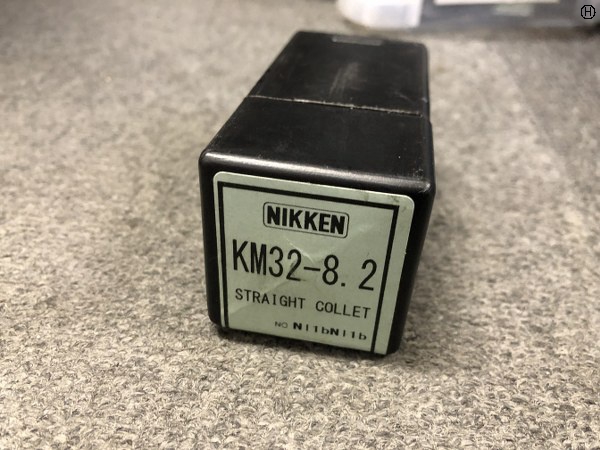 NIKKEN
KM32-8.2
STRAIGHT COLLET
NO
H